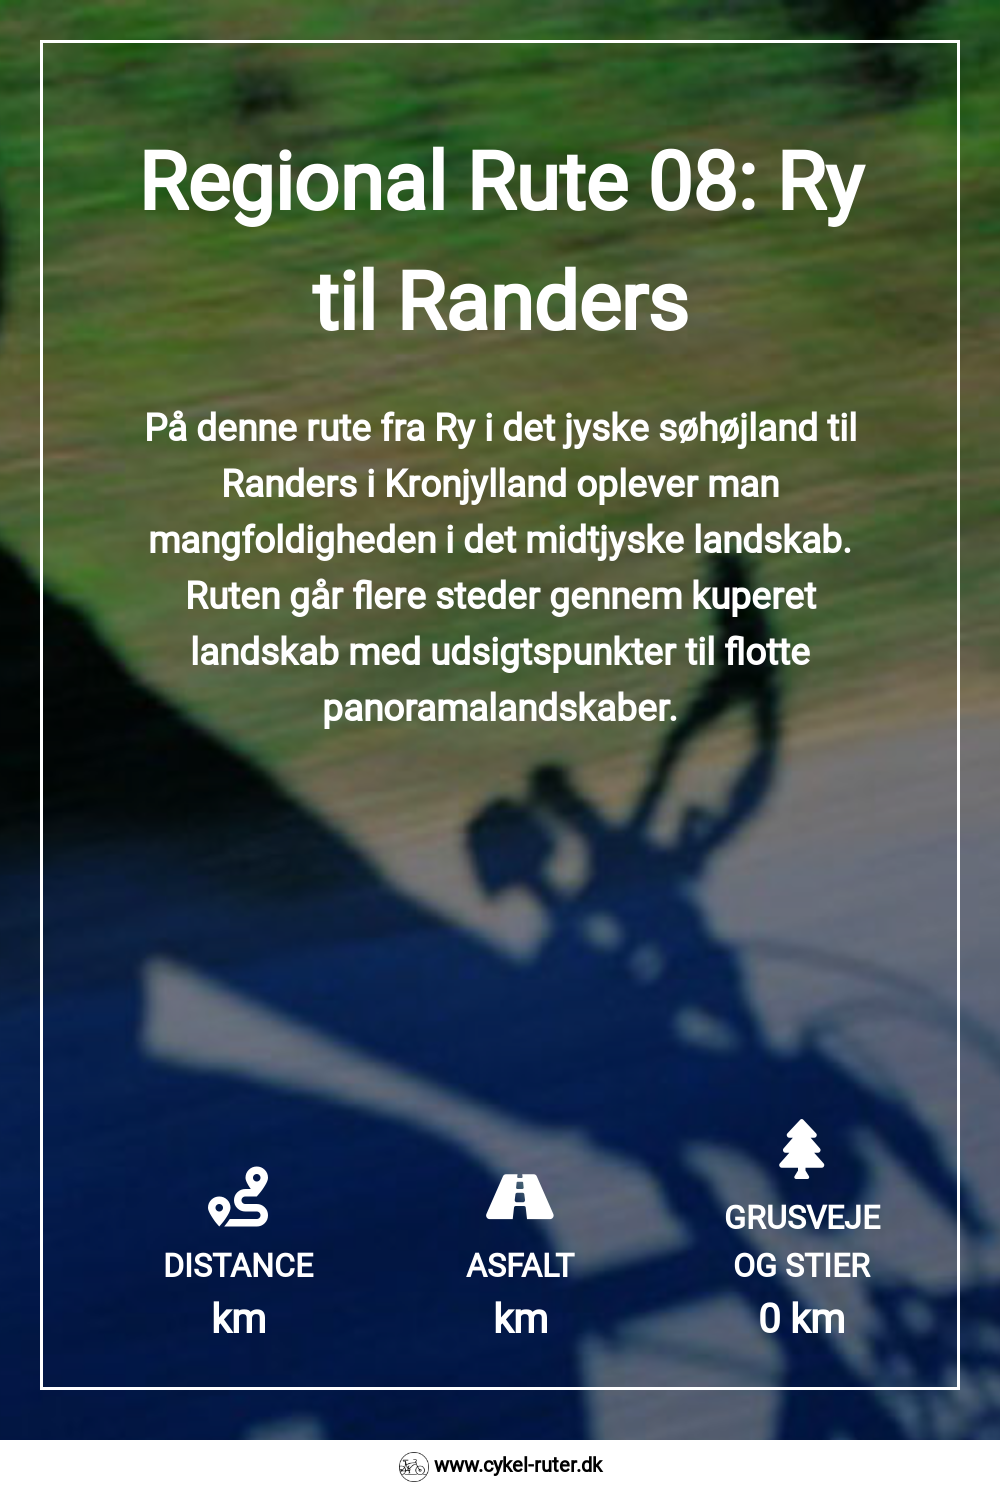 Regional Rute 08: Ry
til Randers
På denne rute fra Ry i det jyske søhøjland til
Randers i Kronjylland oplever man
mangfoldigheden i det midtjyske landskab.
Ruten går flere steder gennem kuperet
landskab med udsigtspunkter til flotte
panoramalandskaber.
DISTANCE
km
ASFALT
km
GRUSVEJE
OG STIER
0 km
www.cykel-ruter.dk